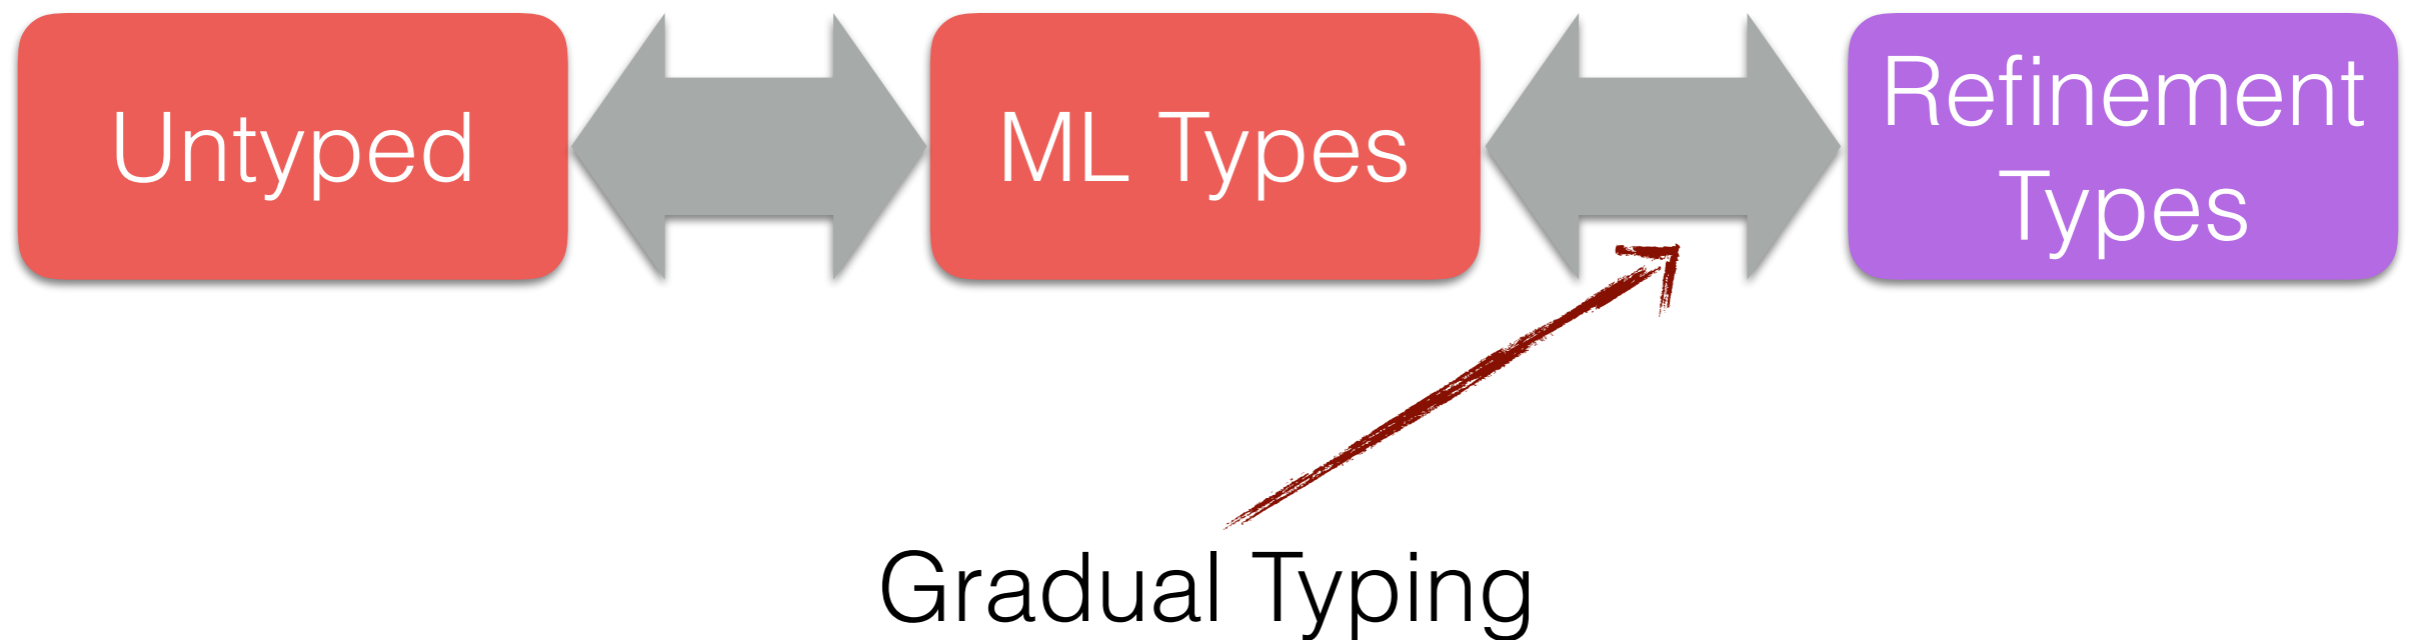 Untyped
ML Types
Refinement
Types
Gradual Typing